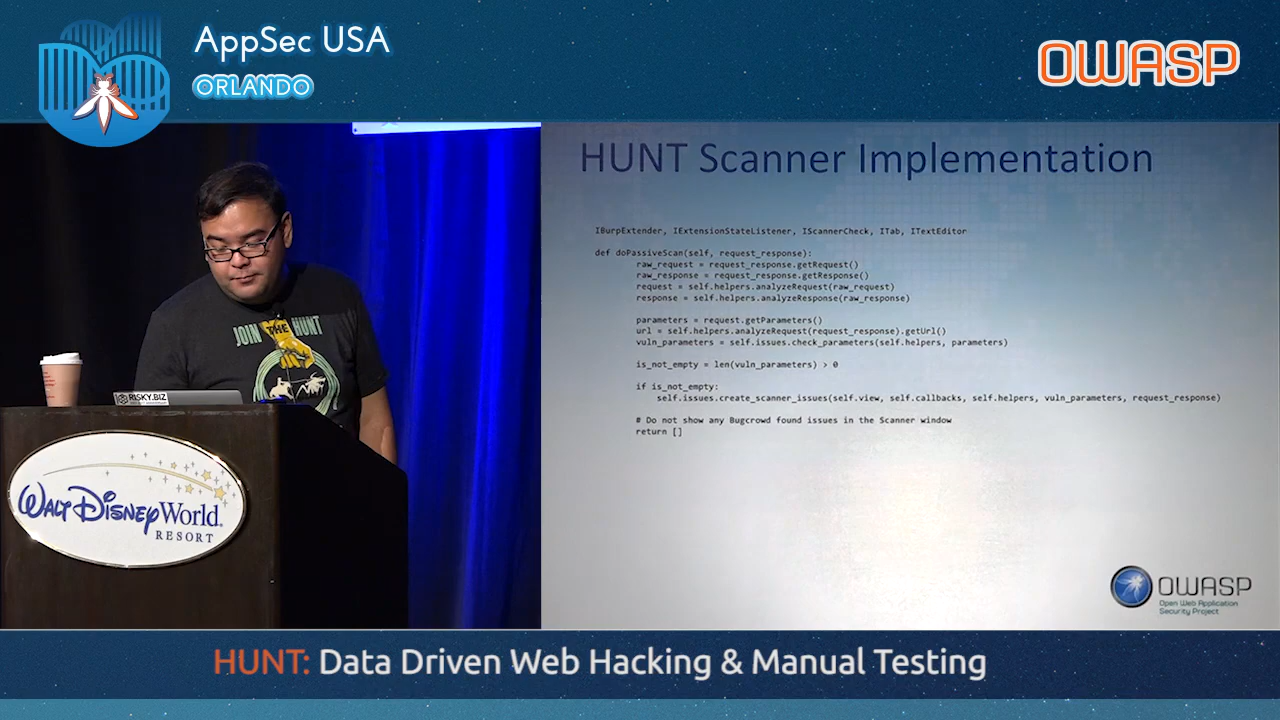 AppSec USA
ORLANDO
OWASP
JOIN THE HUNT
RISKY.BIZ
WALT DISNEY World.
RESORT
HUNT Scanner Implementation
IBurpExtender, IExtensionStateListener, IScannerCheck, ITab, ITextEditor
def doPassiveScan(self, request_response):
raw_request = request_response.getRequest()
raw_response = request_response.getResponse()
request = self.helpers.analyzeRequest(raw_request)
response = self.helpers.analyzeResponse(raw_response)
parameters = request.getParameters()
url = self.helpers.analyzeRequest(request_response).getUrl()
vuln_parameters = self.issues.check_parameters(self.helpers, parameters)
is_not_empty = len(vuln_parameters) > 0
if is_not_empty:
self.issues.create_scanner_issues(self.view, self.callbacks, self.helpers, vuln_parameters, request_response)
# Do not show any Bugcrowd found issues in the Scanner window
return []
OWASP
Open Web Application
Security Project
HUNT: Data Driven Web Hacking & Manual Testing